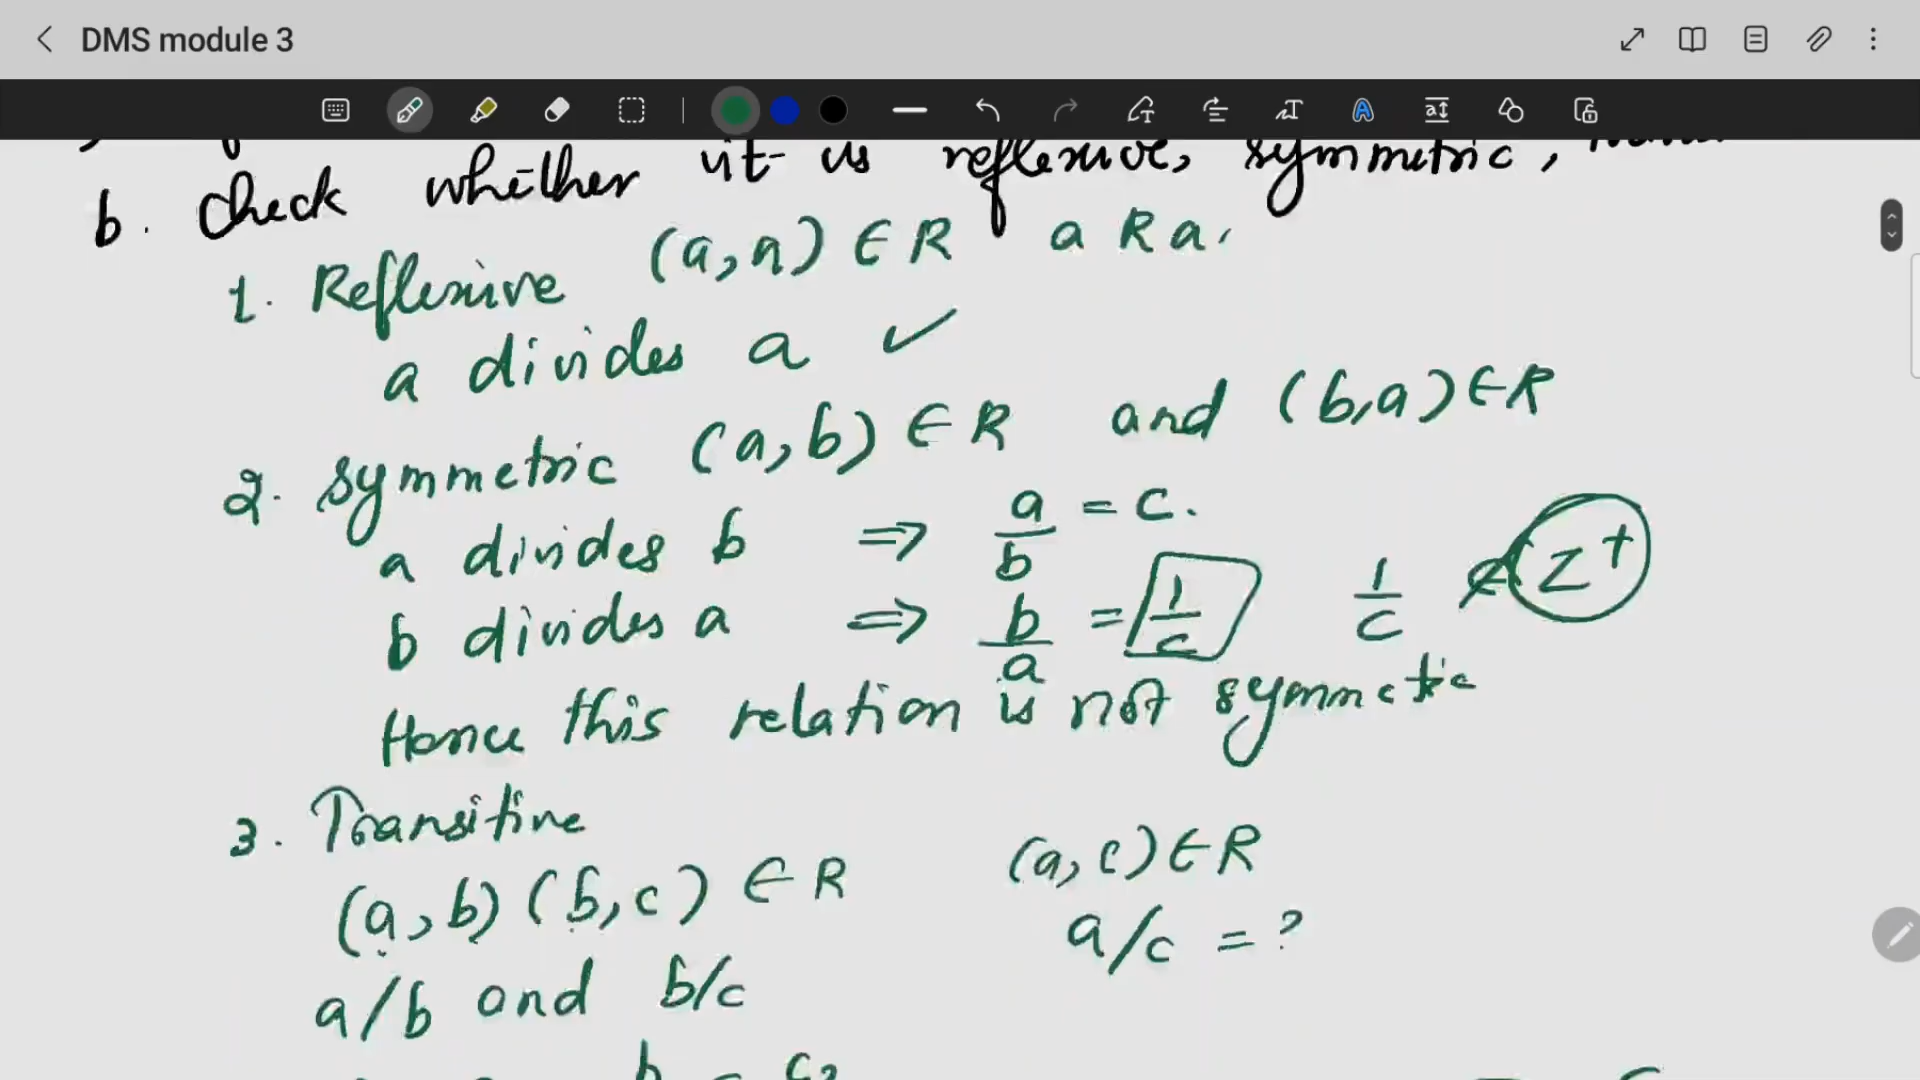 DMS module 3
b. Check whether it is reflexive, symmetric,
1. Reflexive (a,a) ∈ R a R a,
a divides a ✓
2. Symmetric (a,b) ∈ R and (b,a) ∈ R
a divides b ⇒ a/b = c.
b divides a ⇒ b/a = 1/c 1/c ∉ Z+
Hence this relation is not symmetric
3. Transitive
(a,b) (b,c) ∈ R (a,c) ∈ R
a/b and b/c a/c = ?